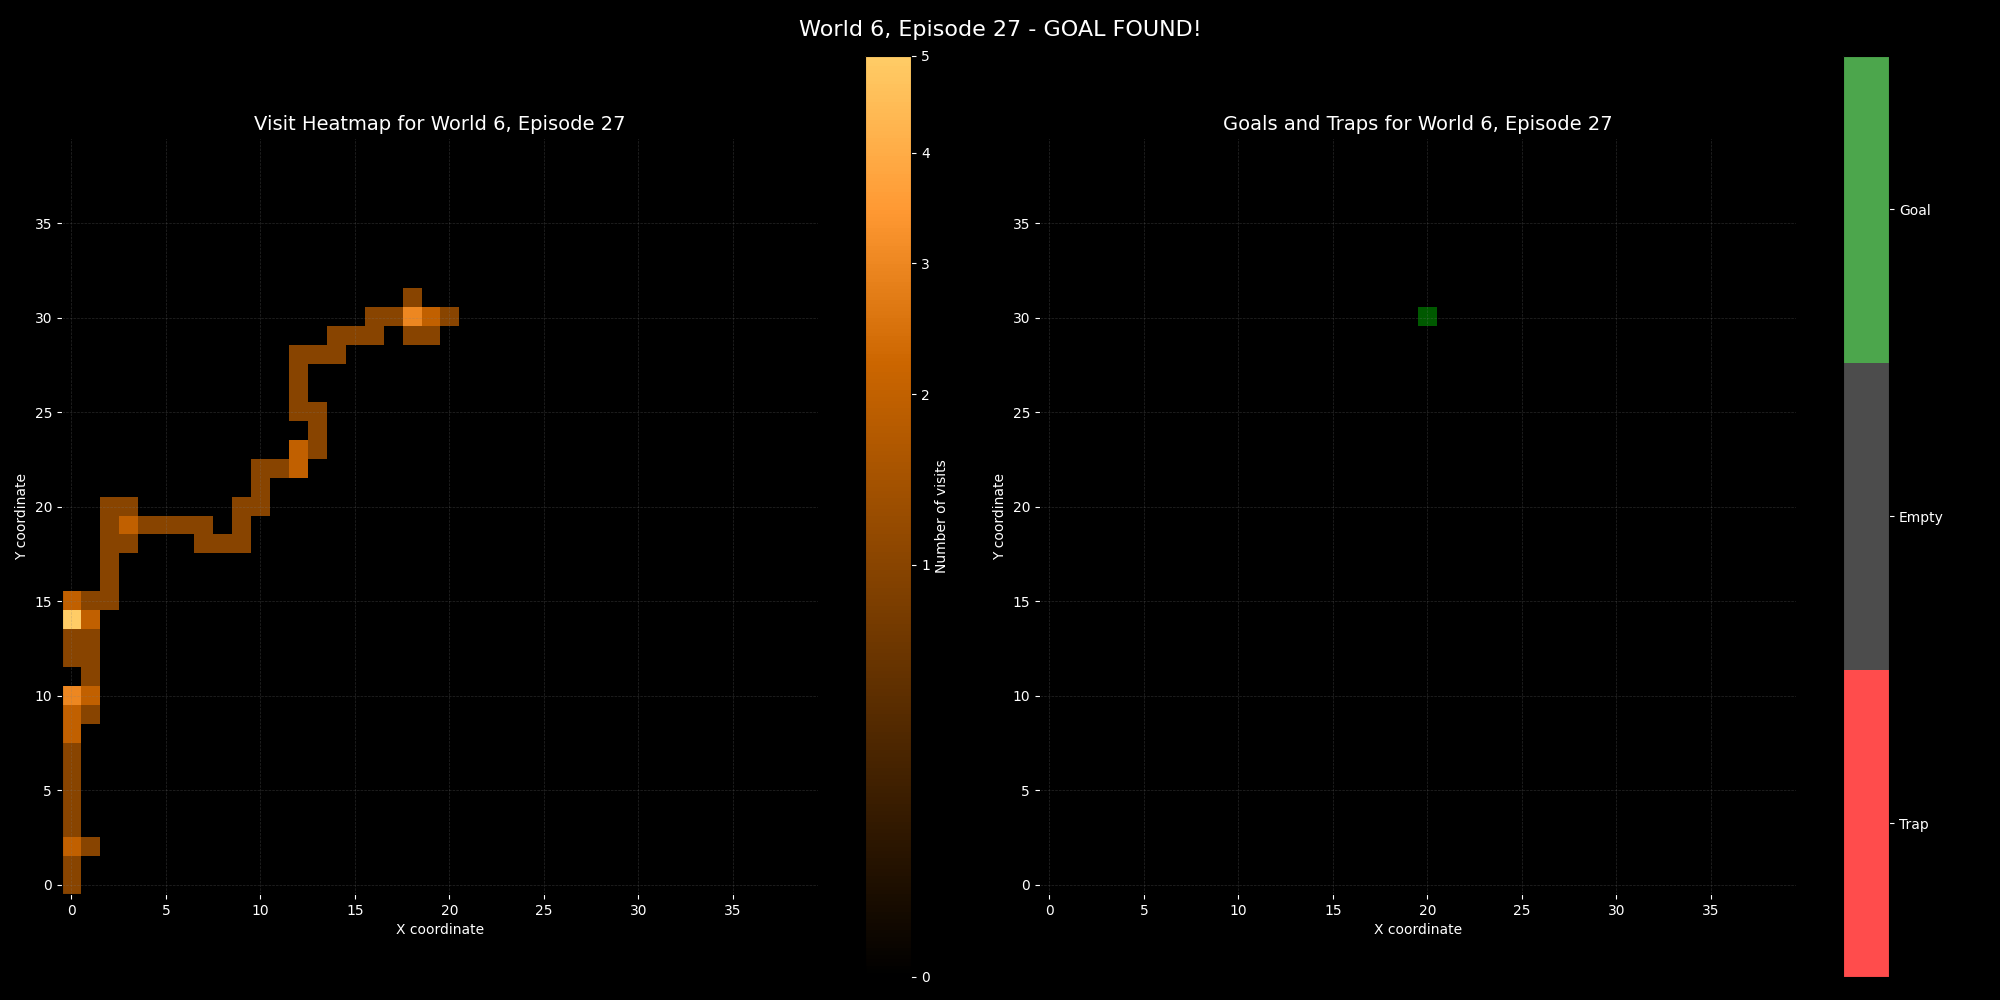 World 6, Episode 27 - GOAL FOUND!
Visit Heatmap for World 6, Episode 27
35
30
25
20
15
10
5
0
Y coordinate
0 5 10 15 20 25 30 35
X coordinate
5
4
3
2
1
0
Number of visits
Goals and Traps for World 6, Episode 27
35
30
25
20
15
10
5
0
Y coordinate
0 5 10 15 20 25 30 35
X coordinate
Goal
Empty
Trap